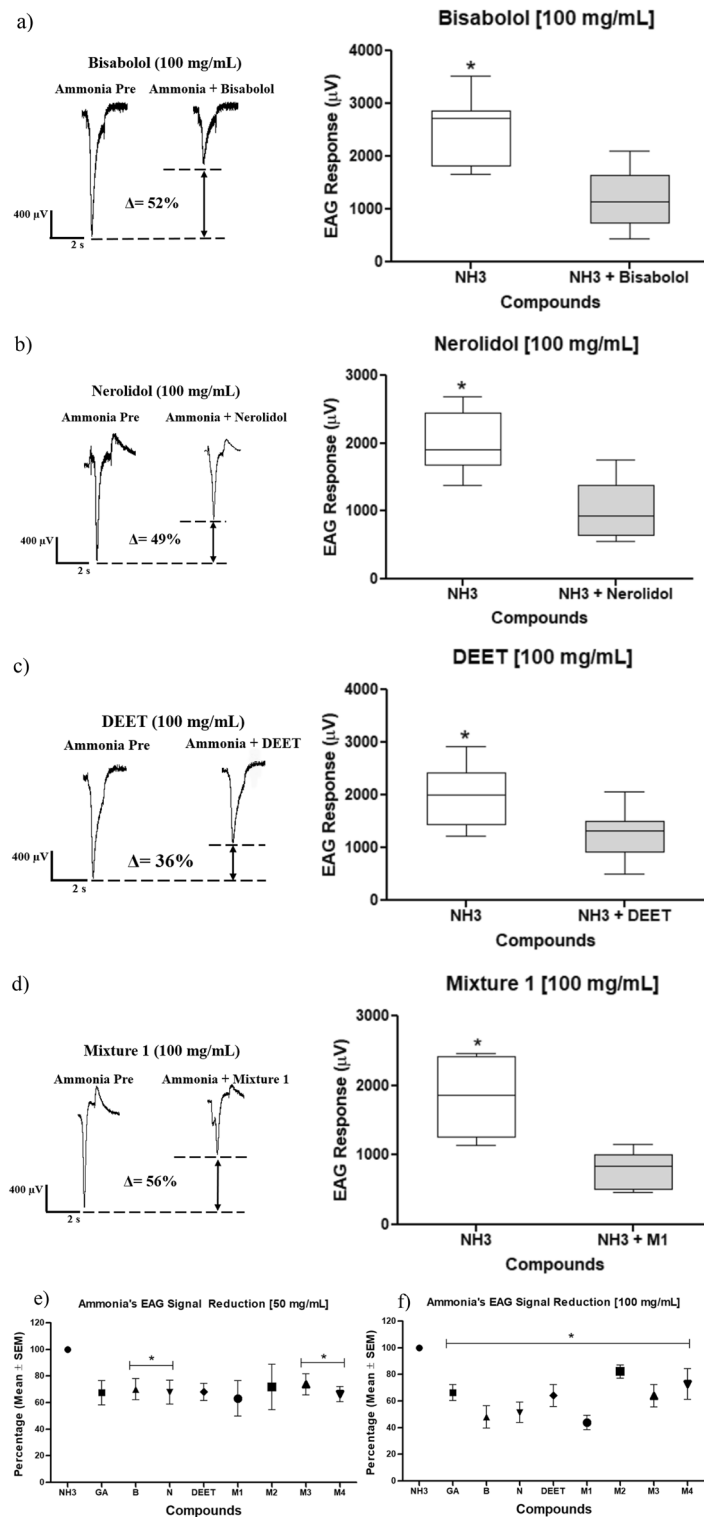 a)
Bisabolol (100 mg/mL)
Ammonia Pre Ammonia + Bisabolol
Δ= 52%
400 µV
2 s
Bisabolol [100 mg/mL]
EAG Response (µV)
4000
3000
2000
1000
0
*
NH3 NH3 + Bisabolol
Compounds
b)
Nerolidol (100 mg/mL)
Ammonia Pre Ammonia + Nerolidol
Δ= 49%
400 µV
2 s
Nerolidol [100 mg/mL]
EAG Response (µV)
3000
2000
1000
0
*
NH3 NH3 + Nerolidol
Compounds
c)
DEET (100 mg/mL)
Ammonia Pre Ammonia + DEET
Δ= 36%
400 µV
2 s
DEET [100 mg/mL]
EAG Response (µV)
4000
3000
2000
1000
0
*
NH3 NH3 + DEET
Compounds
d)
Mixture 1 (100 mg/mL)
Ammonia Pre Ammonia + Mixture 1
Δ= 56%
400 µV
2 s
Mixture 1 [100 mg/mL]
EAG Response (µV)
3000
2000
1000
0
*
NH3 NH3 + M1
Compounds
e)
Ammonia's EAG Signal Reduction [50 mg/mL]
Percentage (Mean ± SEM)
120
100
80
60
40
20
0
* *
NH3 GA B N DEET M1 M2 M3 M4
Compounds
f)
Ammonia's EAG Signal Reduction [100 mg/mL]
Percentage (Mean ± SEM)
120
100
80
60
40
20
0
*
NH3 GA B N DEET M1 M2 M3 M4
Compounds